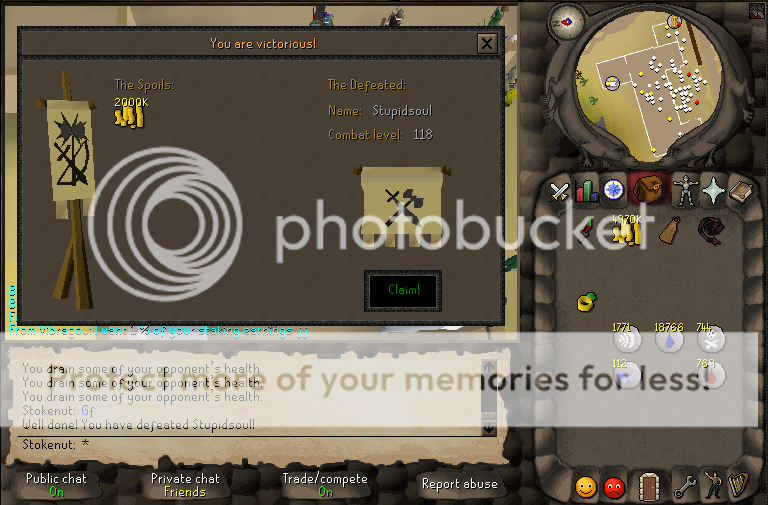 You are victorious!
The Spoils:
2000K
The Defeated:
Name: Stupidsoul
Combat level: 118
Claim!
4970K
photobucket
1771
18766
744
112
769
You drain some of your opponent's health.
You drain some of your opponent's health.
You drain some of your opponent's health.
Stokenut: Gf
Well done! You have defeated Stupidsoul!
Stokenut: *
Protect more of your memories for less!
Public chat
On
Private chat
Friends
Trade/compete
On
Report abuse